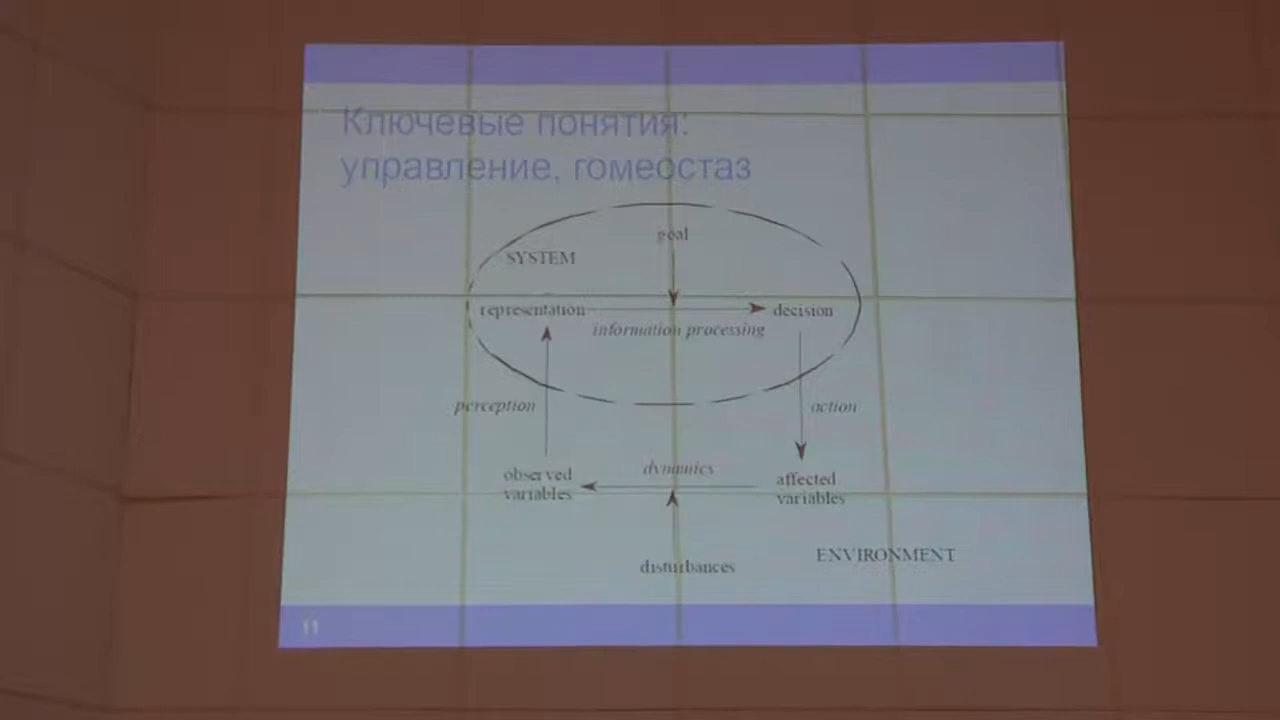 Ключевые понятия:
управление, гомеостаз
goal
SYSTEM
representation
decision
information processing
perception
action
dynamics
observed
variables
affected
variables
ENVIRONMENT
disturbances
11